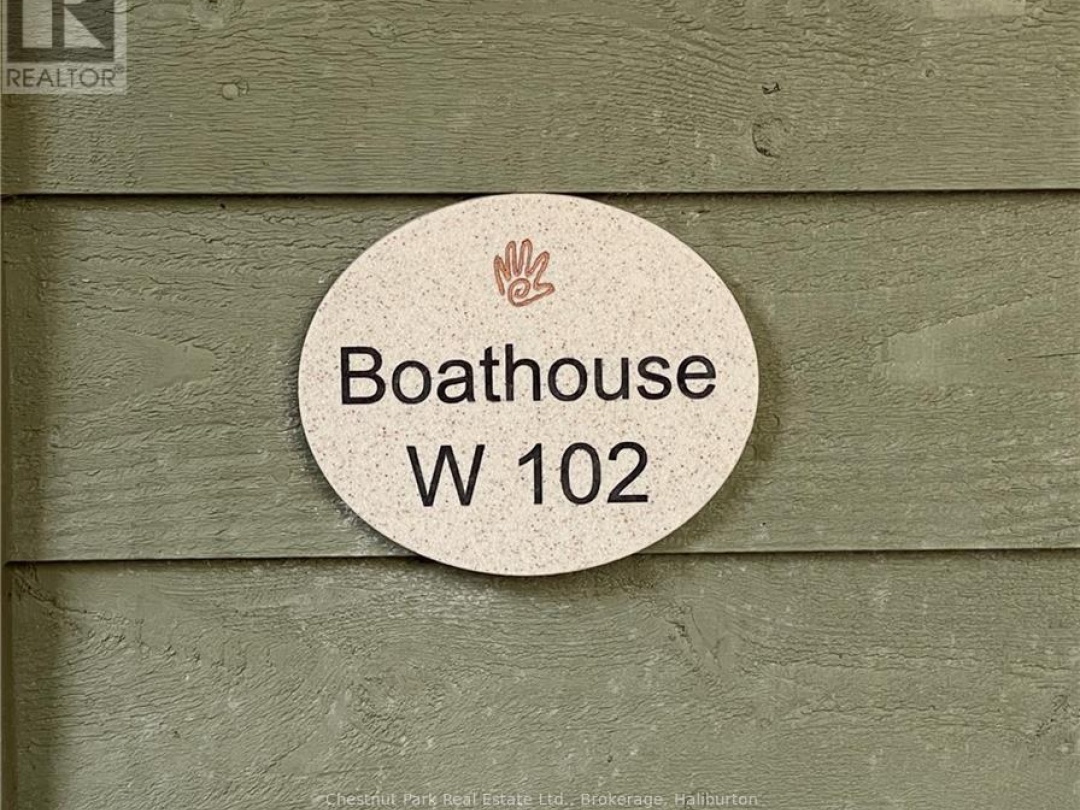 REALTOR®
Boathouse
W 102
Chestnut Park Real Estate Ltd., Brokerage, Haliburton